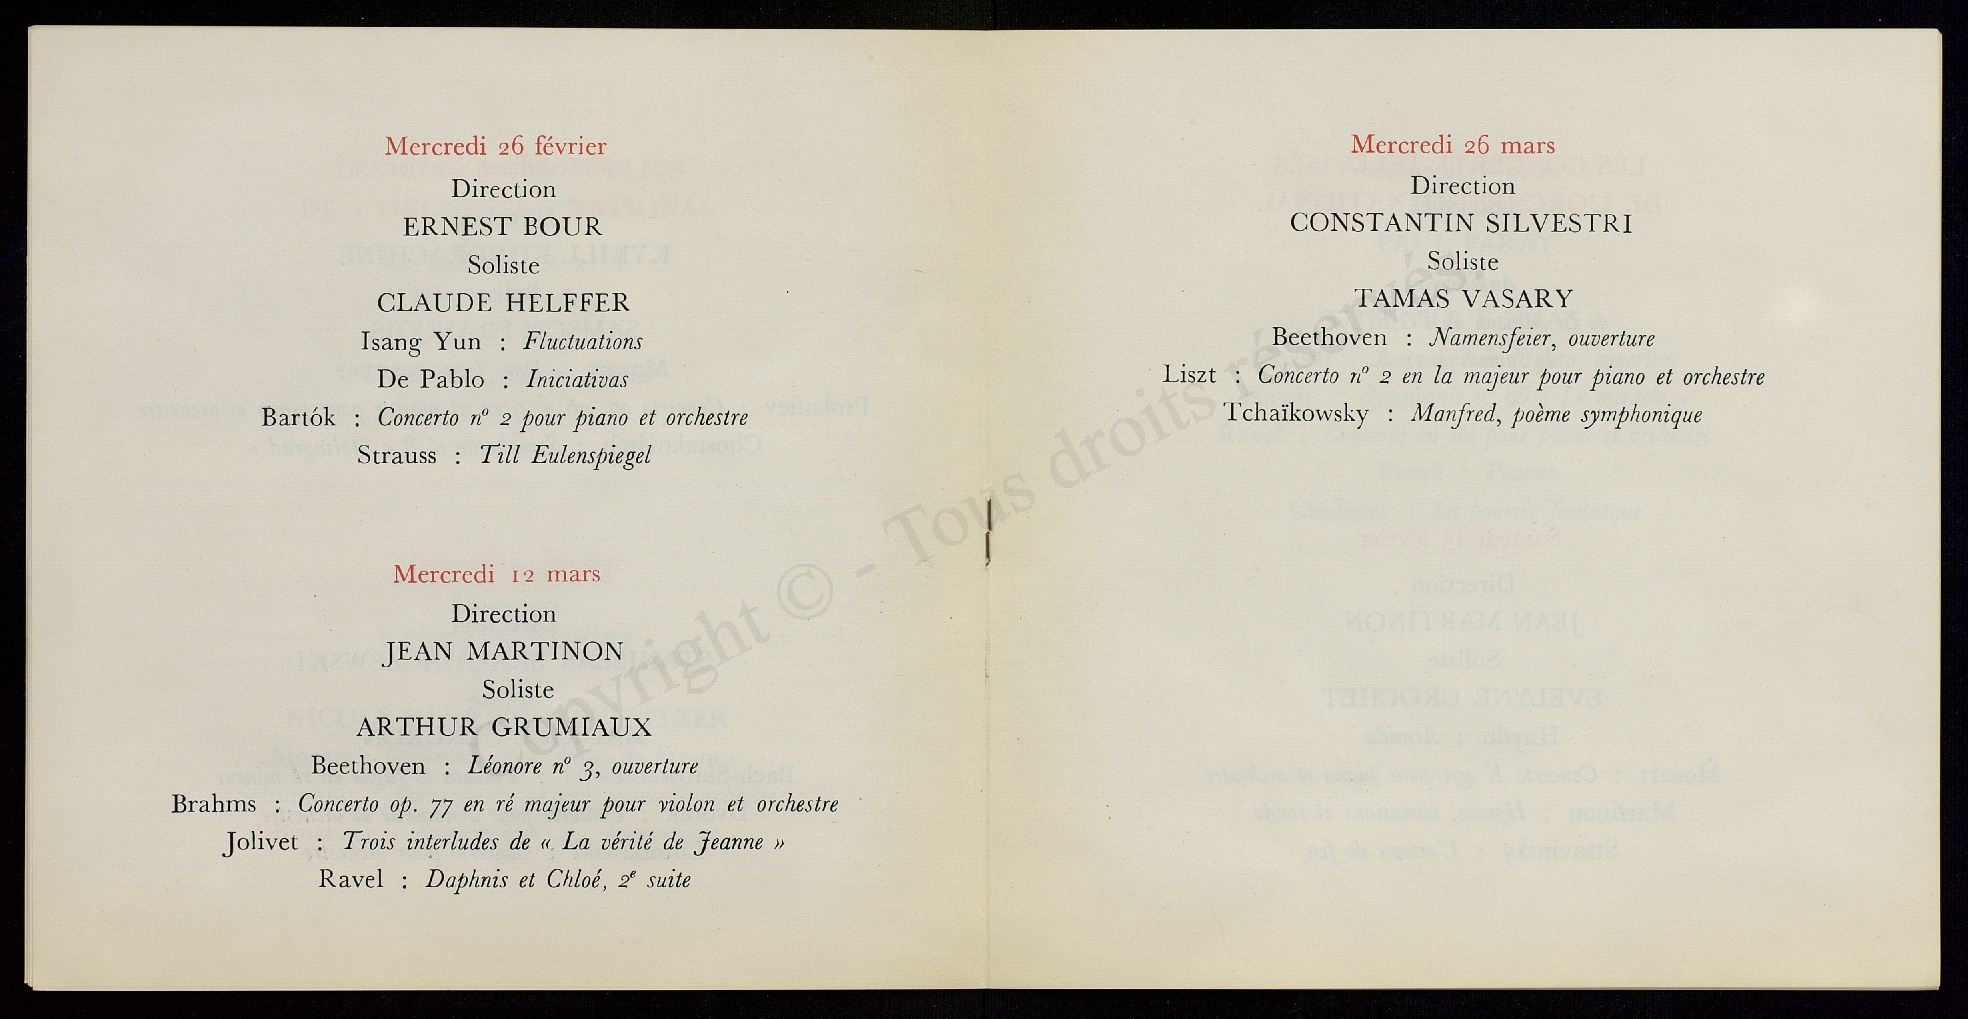 Mercredi 26 février
Direction
ERNEST BOUR
Soliste
CLAUDE HELFFER
Isang Yun : Fluctuations
De Pablo : Iniciativas
Bartók : Concerto nº 2 pour piano et orchestre
Strauss : Till Eulenspiegel
Mercredi 12 mars
Direction
JEAN MARTINON
Soliste
ARTHUR GRUMIAUX
Beethoven : Léonore nº 3, ouverture
Brahms : Concerto op. 77 en ré majeur pour violon et orchestre
Jolivet : Trois interludes de « La vérité de Jeanne »
Ravel : Daphnis et Chloé, 2e suite
Mercredi 26 mars
Direction
CONSTANTIN SILVESTRI
Soliste
TAMAS VASARY
Beethoven : Namensfeier, ouverture
Liszt : Concerto nº 2 en la majeur pour piano et orchestre
Tchaïkowsky : Manfred, poème symphonique
Copyright © - Tous droits réservés.